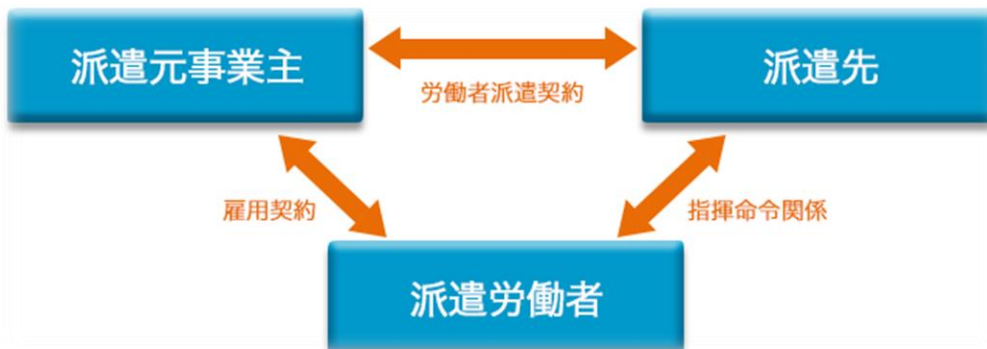 派遣元事業主
派遣先
労働者派遣契約
雇用契約
指揮命令関係
派遣労働者